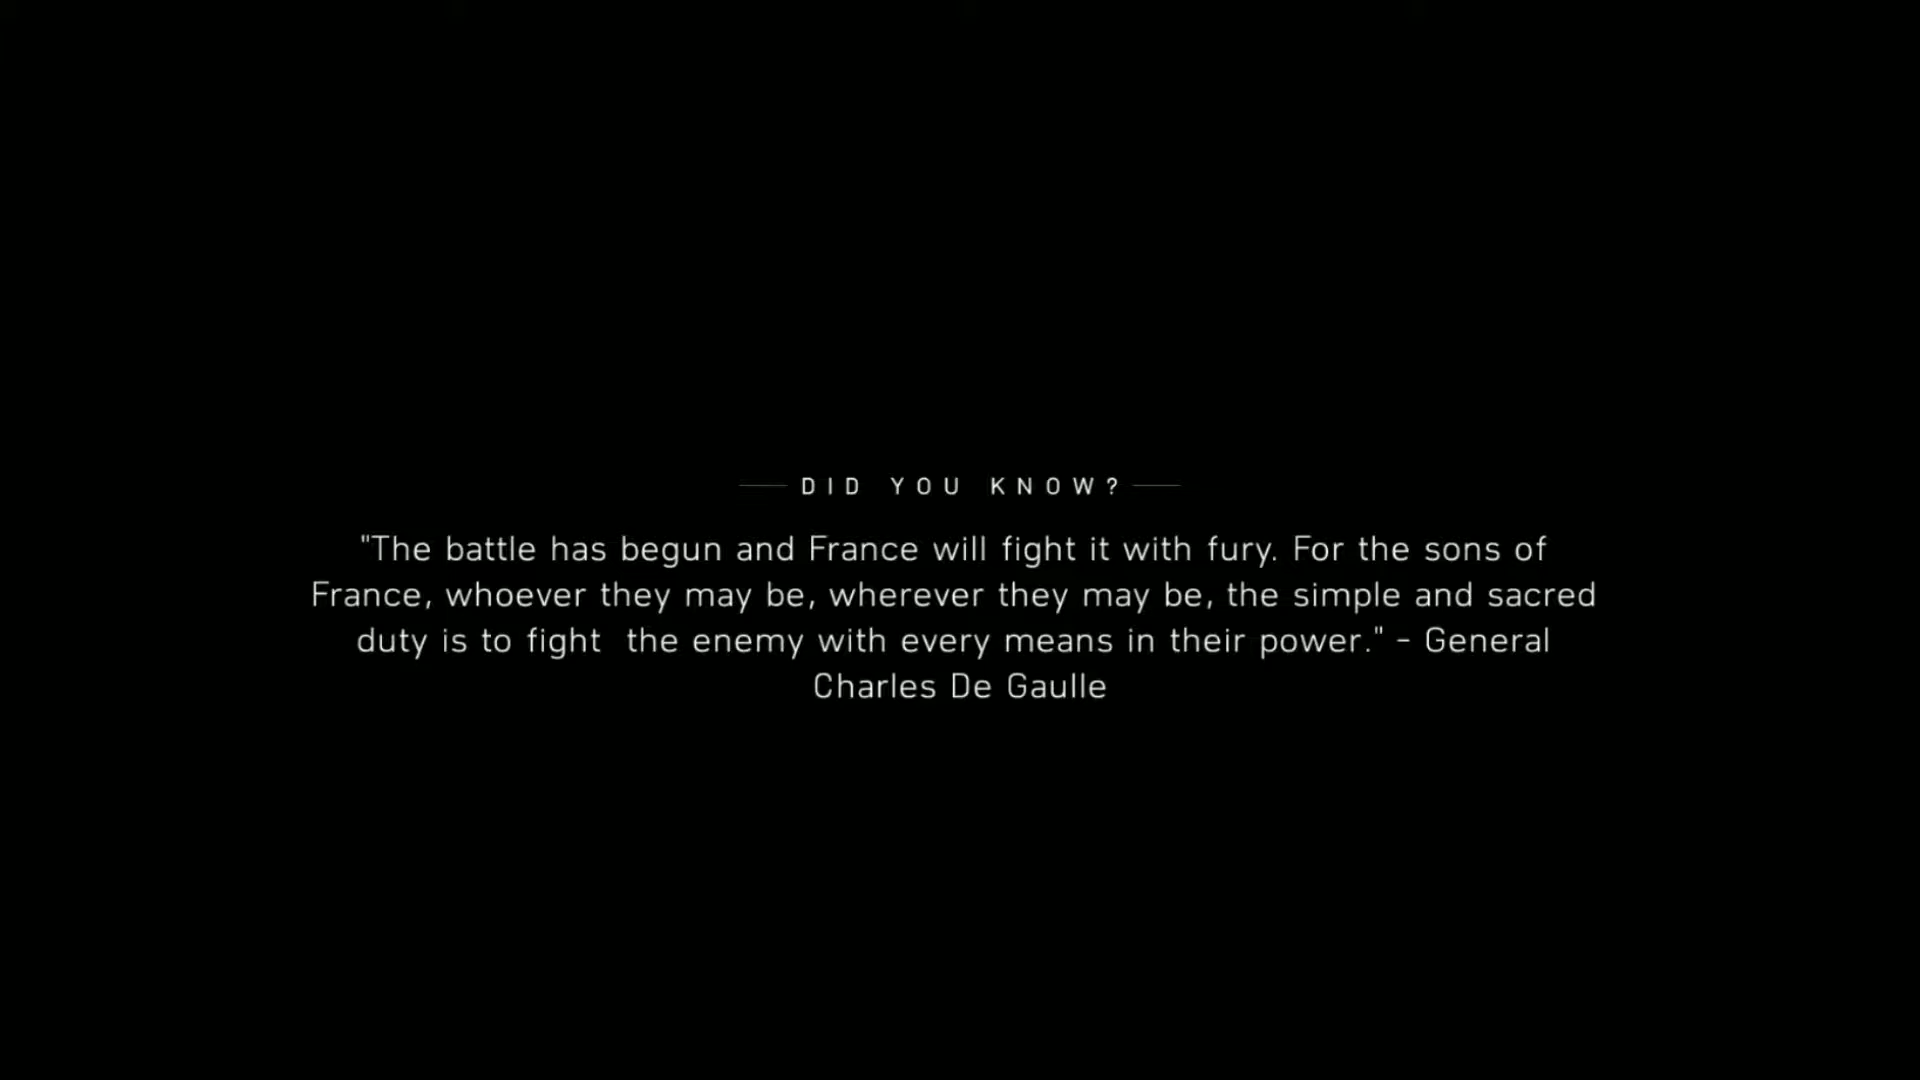 DID YOU KNOW?
"The battle has begun and France will fight it with fury. For the sons of
France, whoever they may be, wherever they may be, the simple and sacred
duty is to fight  the enemy with every means in their power." - General
Charles De Gaulle